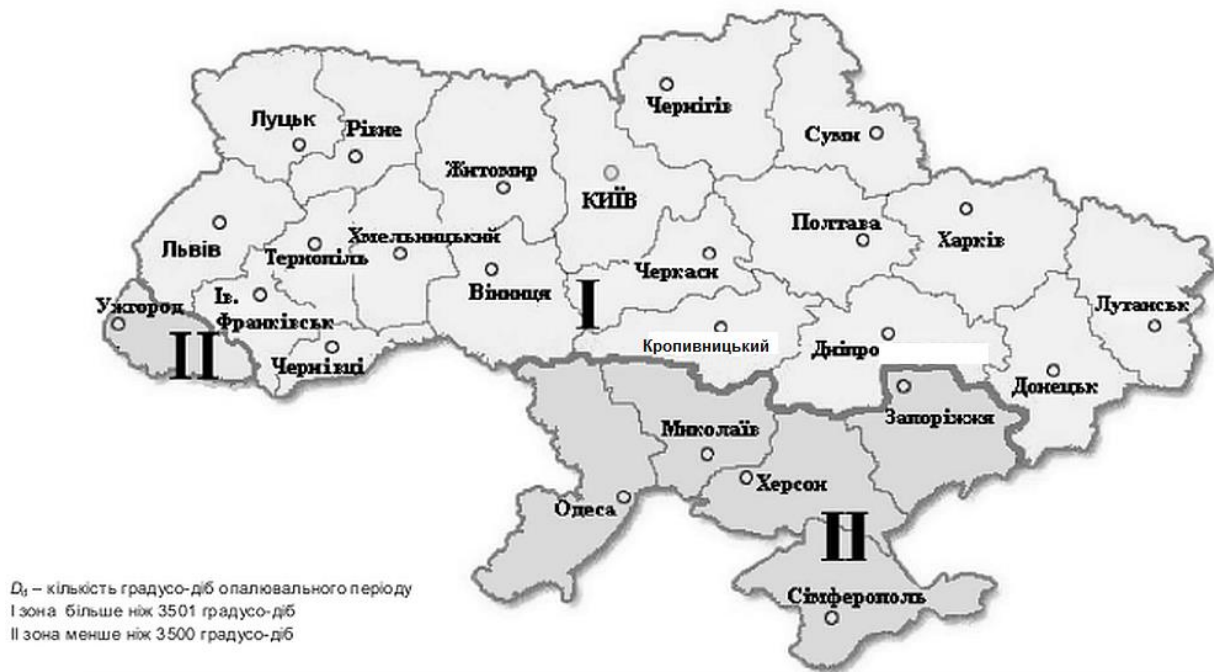 Чернігів
Луцьк
Рівне
Суми
Житомир
КИЇВ
Полтава
Харків
Львів
Тернопіль
Хмельницький
Черкаси
Вінниця
I
Ужгород
Ів.
Франківськ
Луганськ
II
Чернівці
Кропивницький
Дніпро
Донецьк
Запоріжжя
Миколаїв
Херсон
Одеса
II
Сімферополь
Dd – кількість градусо-діб опалювального періоду
I зона більше ніж 3501 градусо-діб
II зона менше ніж 3500 градусо-діб